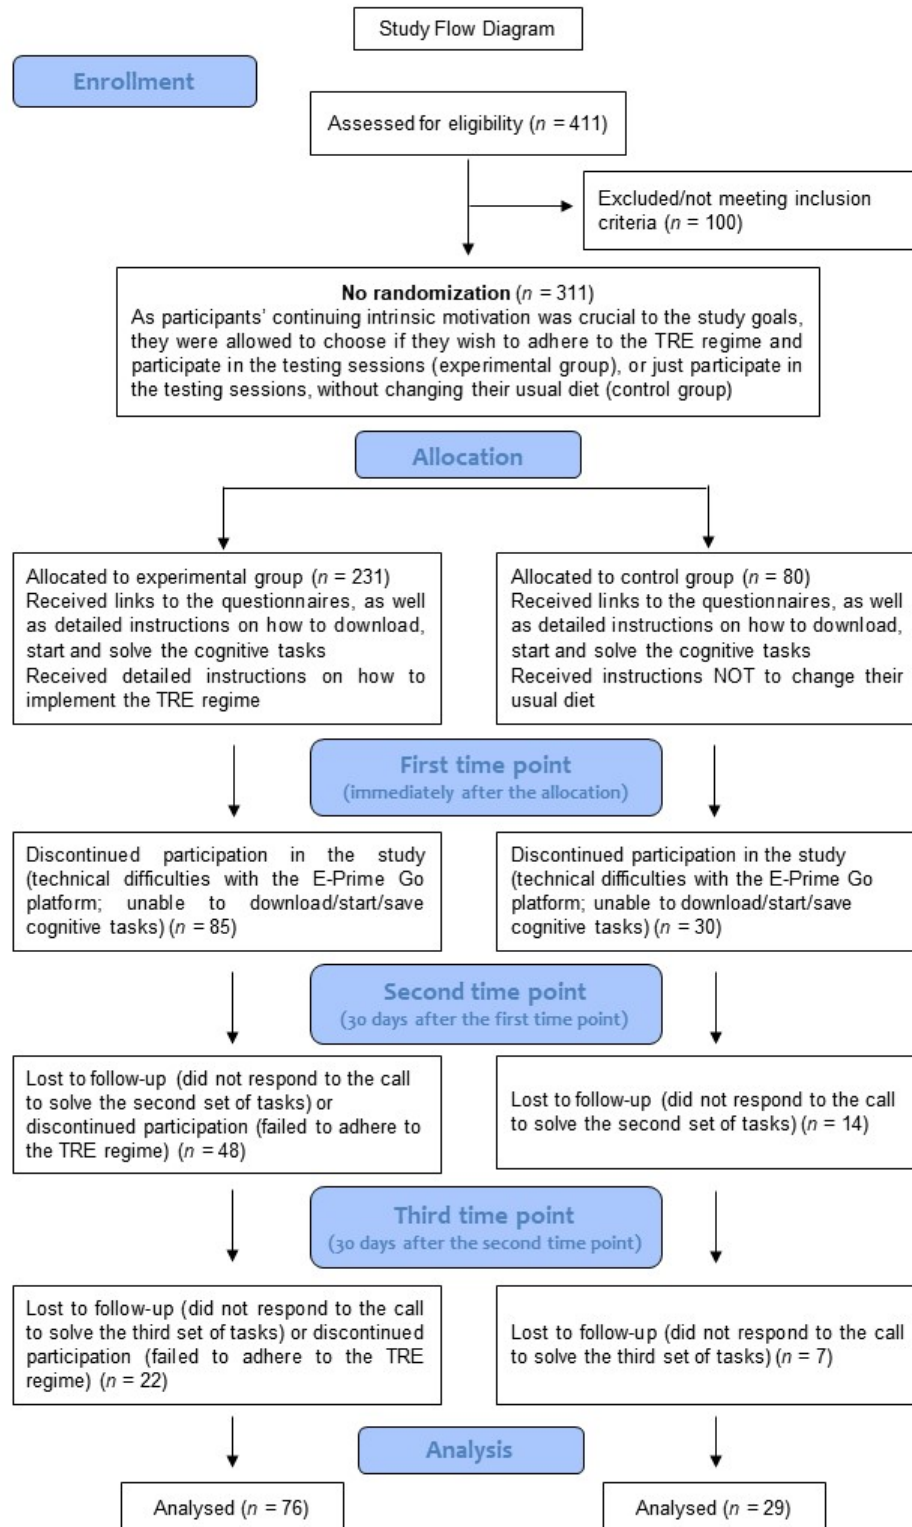 Study Flow Diagram
Enrollment
Assessed for eligibility (n = 411)
Excluded/not meeting inclusion
criteria (n = 100)
No randomization (n = 311)
As participants' continuing intrinsic motivation was crucial to the study goals,
they were allowed to choose if they wish to adhere to the TRE regime and
participate in the testing sessions (experimental group), or just participate in
the testing sessions, without changing their usual diet (control group)
Allocation
Allocated to experimental group (n = 231)
Received links to the questionnaires, as well
as detailed instructions on how to download,
start and solve the cognitive tasks
Received detailed instructions on how to
implement the TRE regime
Allocated to control group (n = 80)
Received links to the questionnaires, as well
as detailed instructions on how to download,
start and solve the cognitive tasks
Received instructions NOT to change their
usual diet
First time point
(immediately after the allocation)
Discontinued participation in the study
(technical difficulties with the E-Prime Go
platform; unable to download/start/save
cognitive tasks) (n = 85)
Discontinued participation in the study
(technical difficulties with the E-Prime Go
platform; unable to download/start/save
cognitive tasks) (n = 30)
Second time point
(30 days after the first time point)
Lost to follow-up (did not respond to the call
to solve the second set of tasks) or
discontinued participation (failed to adhere to
the TRE regime) (n = 48)
Lost to follow-up (did not respond to the call
to solve the second set of tasks) (n = 14)
Third time point
(30 days after the second time point)
Lost to follow-up (did not respond to the call
to solve the third set of tasks) or discontinued
participation (failed to adhere to the TRE
regime) (n = 22)
Lost to follow-up (did not respond to the call
to solve the third set of tasks) (n = 7)
Analysis
Analysed (n = 76)
Analysed (n = 29)